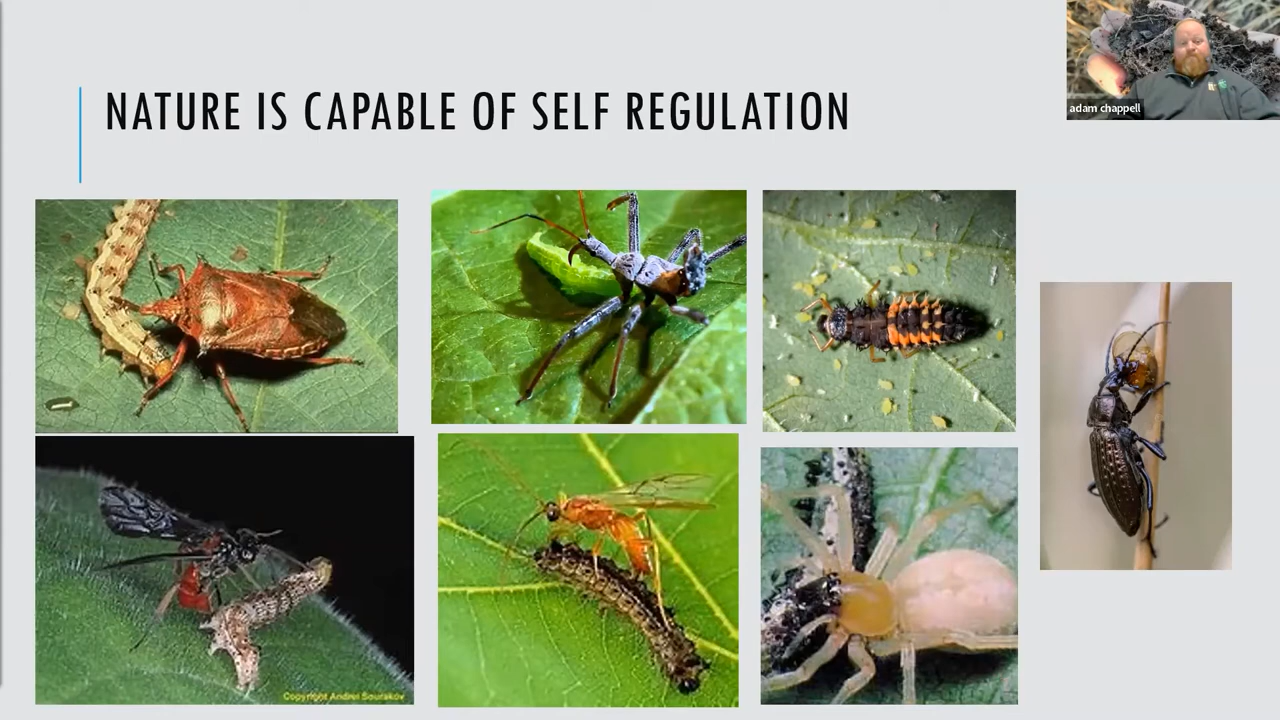 NATURE IS CAPABLE OF SELF REGULATION
adam chappell
Copyright Andrei Sourakov